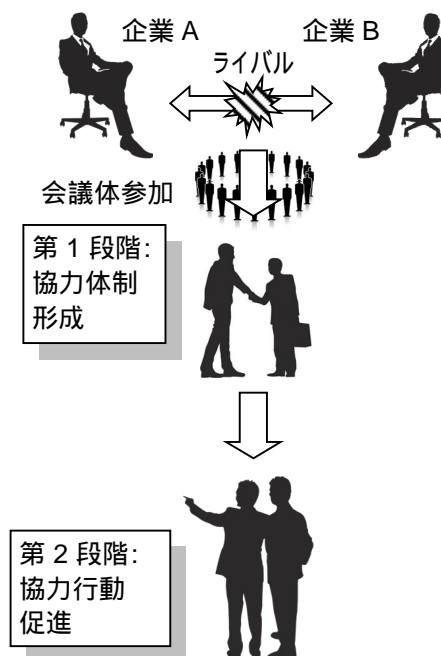 企業 A
企業 B
ライバル
会議体参加
第 1 段階:
協力体制
形成
第 2 段階:
協力行動
促進